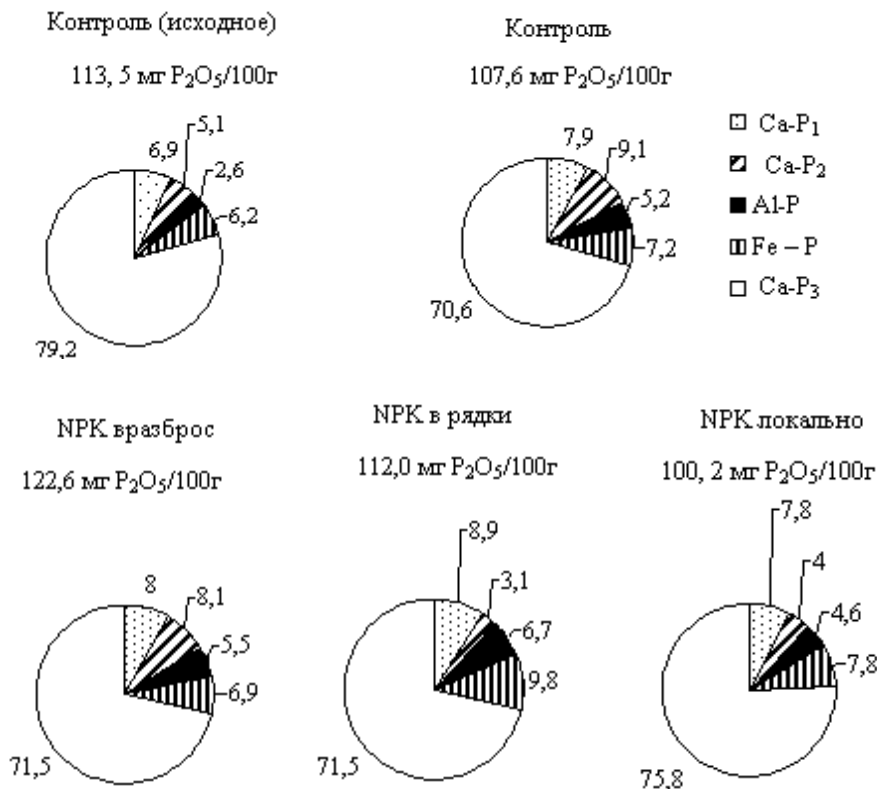 Контроль (исходное)
113, 5 мг P₂O₅/100г
6,9
5,1
2,6
6,2
79,2
Контроль
107,6 мг P₂O₅/100г
7,9
9,1
5,2
7,2
70,6
Ca-P₁
Ca-P₂
Al-P
Fe – P
Ca-P₃
NPK вразброс
122,6 мг P₂O₅/100г
8
8,1
5,5
6,9
71,5
NPK в рядки
112,0 мг P₂O₅/100г
8,9
3,1
6,7
9,8
71,5
NPK локально
100, 2 мг P₂O₅/100г
7,8
4
4,6
7,8
75,8